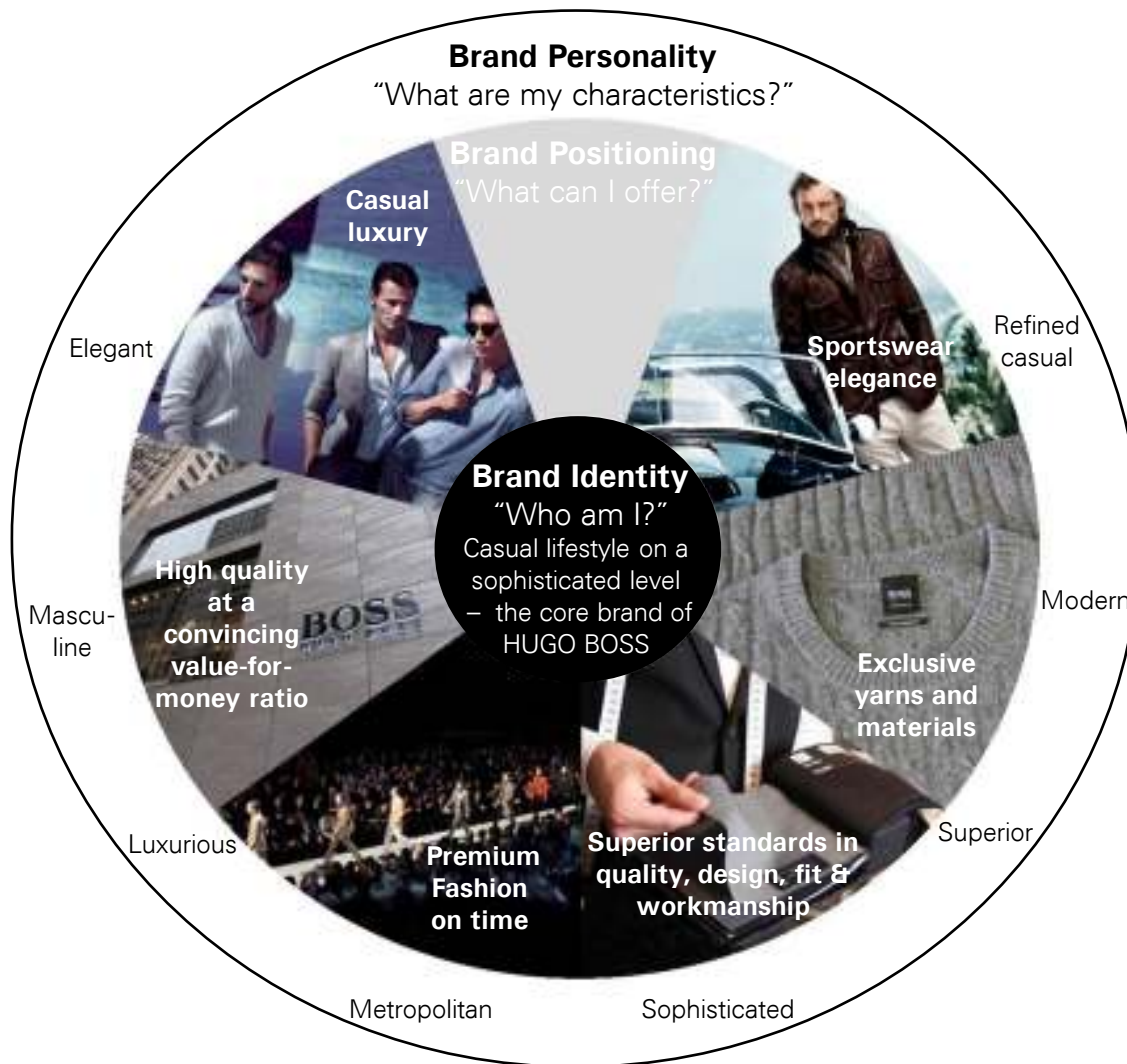 Brand Personality
“What are my characteristics?”
Brand Positioning
“What can I offer?”
Casual
luxury
Sportswear
elegance
Elegant
Refined
casual
Brand Identity
“Who am I?”
Casual lifestyle on a
sophisticated level
– the core brand of
HUGO BOSS
High quality
at a
convincing
value-for-
money ratio
BOSS
Mascu-
line
Modern
Exclusive
yarns and
materials
Luxurious
Superior
Premium
Fashion
on time
Superior standards in
quality, design, fit &
workmanship
Metropolitan
Sophisticated